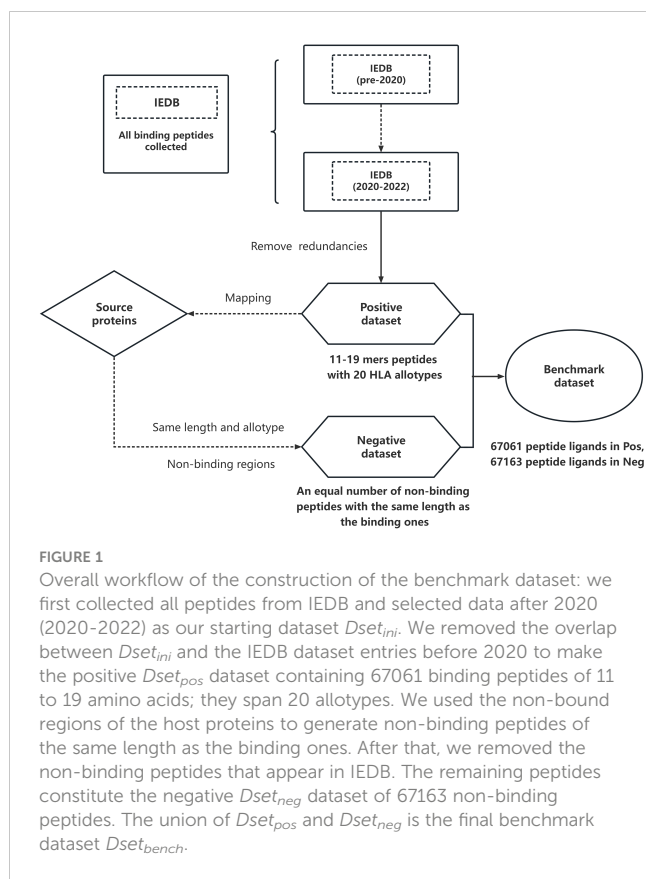 IEDB
All binding peptides
collected
IEDB
(pre-2020)
IEDB
(2020-2022)
Remove redundancies
Source
proteins
Mapping
Positive
dataset
11-19 mers peptides
with 20 HLA allotypes
Benchmark
dataset
Same length and allotype
Non-binding regions
Negative
dataset
67061 peptide ligands in Pos,
67163 peptide ligands in Neg
An equal number of non-binding
peptides with the same length as
the binding ones
FIGURE 1
Overall workflow of the construction of the benchmark dataset: we
first collected all peptides from IEDB and selected data after 2020
(2020-2022) as our starting dataset Dsetini. We removed the overlap
between Dsetini and the IEDB dataset entries before 2020 to make
the positive Dsetpos dataset containing 67061 binding peptides of 11
to 19 amino acids; they span 20 allotypes. We used the non-bound
regions of the host proteins to generate non-binding peptides of
the same length as the binding ones. After that, we removed the
non-binding peptides that appear in IEDB. The remaining peptides
constitute the negative Dsetneg dataset of 67163 non-binding
peptides. The union of Dsetpos and Dsetneg is the final benchmark
dataset Dsetbench.